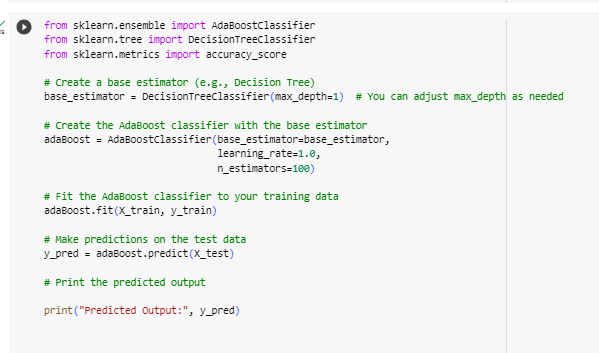 from sklearn.ensemble import AdaBoostClassifier
from sklearn.tree import DecisionTreeClassifier
from sklearn.metrics import accuracy_score
# Create a base estimator (e.g., Decision Tree)
base_estimator = DecisionTreeClassifier(max_depth=1)  # You can adjust max_depth as needed
# Create the AdaBoost classifier with the base estimator
adaBoost = AdaBoostClassifier(base_estimator=base_estimator,
learning_rate=1.0,
n_estimators=100)
# Fit the AdaBoost classifier to your training data
adaBoost.fit(X_train, y_train)
# Make predictions on the test data
y_pred = adaBoost.predict(X_test)
# Print the predicted output
print("Predicted Output:", y_pred)